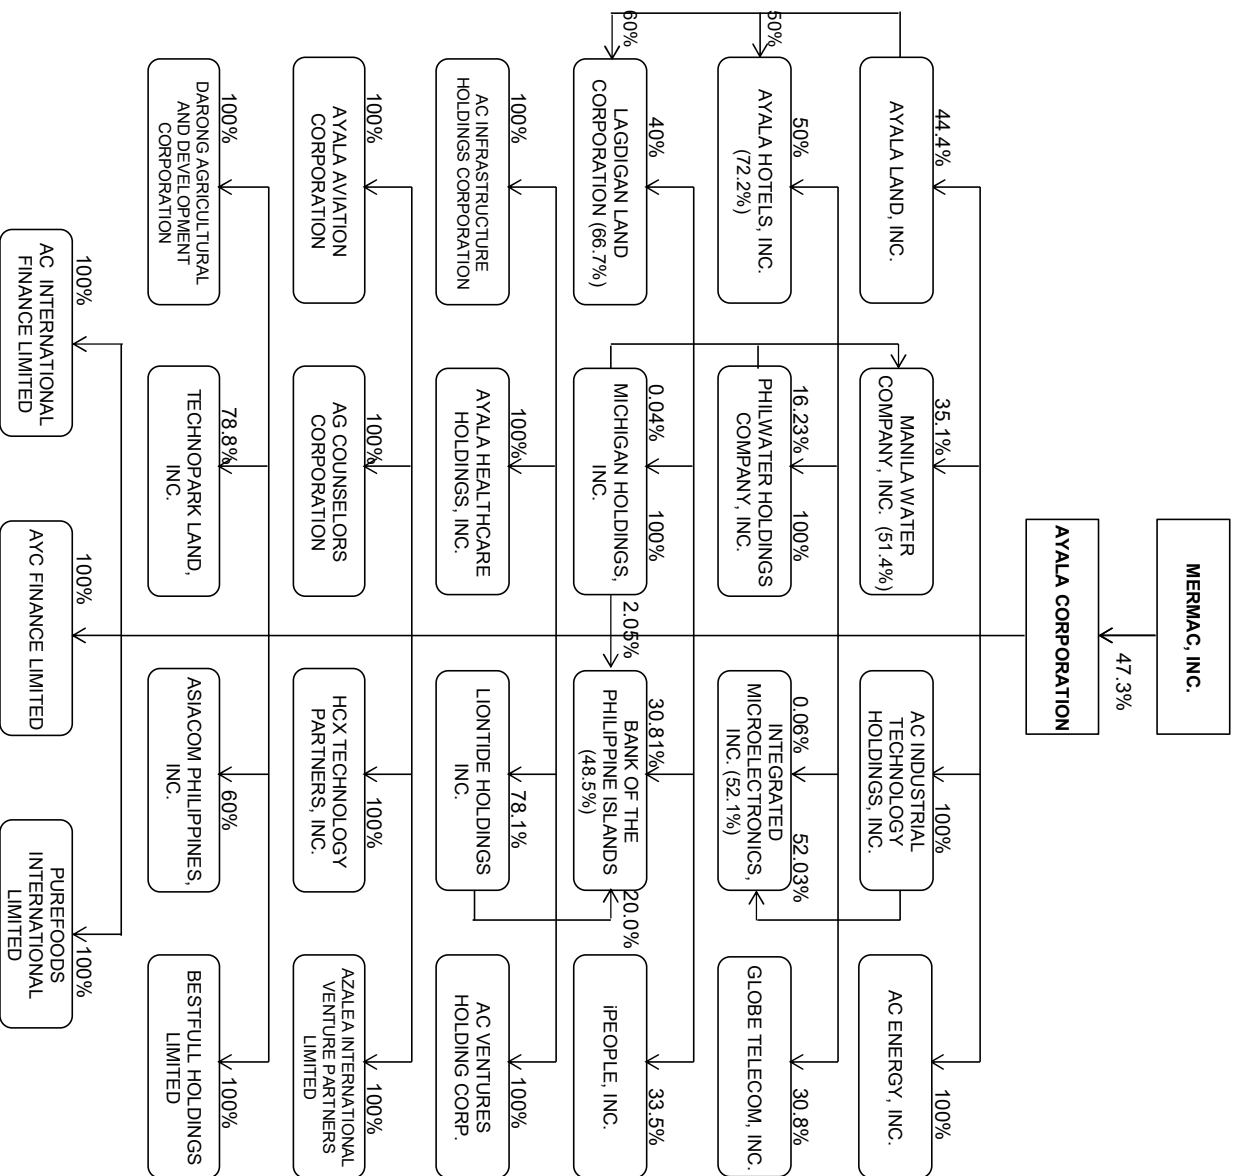 MERMAC, INC.
47.3%
AYALA CORPORATION
44.4%
AYALA LAND, INC.
35.1%
MANILA WATER
COMPANY, INC. (51.4%)
100%
AC INDUSTRIAL
TECHNOLOGY
HOLDINGS, INC.
100%
AC ENERGY, INC.
50%
50%
AYALA HOTELS, INC.
(72.2%)
16.23%
100%
PHILWATER HOLDINGS
COMPANY, INC.
0.06%
52.03%
INTEGRATED
MICROELECTRONICS,
INC. (52.1%)
30.8%
GLOBE TELECOM, INC.
60%
40%
LAGDIGAN LAND
CORPORATION (66.7%)
0.04%
100%
MICHIGAN HOLDINGS,
INC.
2.05%
30.81%
20.0%
BANK OF THE
PHILIPPINE ISLANDS
(48.5%)
33.5%
iPEOPLE, INC.
100%
AC INFRASTRUCTURE
HOLDINGS CORPORATION
100%
AYALA HEALTHCARE
HOLDINGS, INC.
78.1%
LIONTIDE HOLDINGS
INC.
100%
AC VENTURES
HOLDING CORP.
100%
AYALA AVIATION
CORPORATION
100%
AG COUNSELORS
CORPORATION
100%
HCX TECHNOLOGY
PARTNERS, INC.
100%
AZALEA INTERNATIONAL
VENTURE PARTNERS
LIMITED
100%
DARONG AGRICULTURAL
AND DEVELOPMENT
CORPORATION
78.8%
TECHNOPARK LAND,
INC.
60%
ASIACOM PHILIPPINES,
INC.
100%
BESTFULL HOLDINGS
LIMITED
100%
AC INTERNATIONAL
FINANCE LIMITED
100%
AYC FINANCE LIMITED
100%
PUREFOODS
INTERNATIONAL
LIMITED